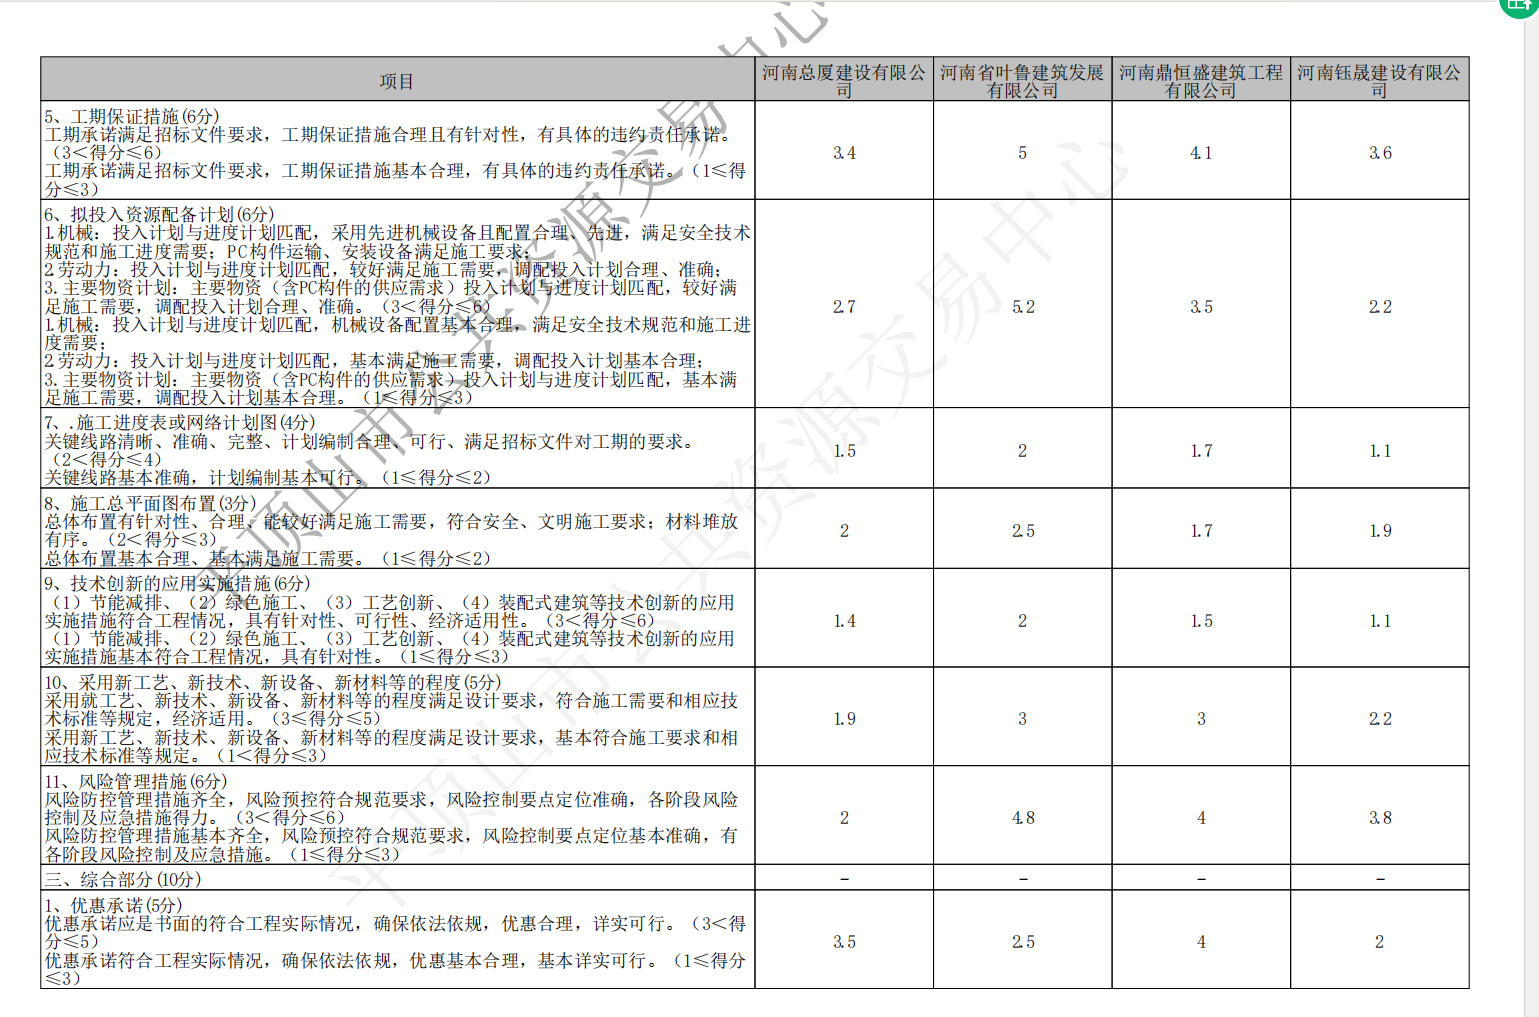 项目
河南总厦建设有限公
司
河南省叶鲁建筑发展
有限公司
河南鼎恒盛建筑工程
有限公司
河南钰晟建设有限公
司
5、工期保证措施(6分)
工期承诺满足招标文件要求，工期保证措施合理且有针对性，有具体的违约责任承诺。
（3＜得分≤6）
工期承诺满足招标文件要求，工期保证措施基本合理，有具体的违约责任承诺。（1≤得
分≤3）
3.4
5
4.1
3.6
6、拟投入资源配备计划(6分)
1.机械：投入计划与进度计划匹配，采用先进机械设备且配置合理、先进，满足安全技术
规范和施工进度需要；PC构件运输、安装设备满足施工要求；
2.劳动力：投入计划与进度计划匹配，较好满足施工需要，调配投入计划合理、准确；
3.主要物资计划：主要物资（含PC构件的供应需求）投入计划与进度计划匹配，较好满
足施工需要，调配投入计划合理、准确。（3＜得分≤6）
1.机械：投入计划与进度计划匹配，机械设备配置基本合理，满足安全技术规范和施工进
度需要；
2.劳动力：投入计划与进度计划匹配，基本满足施工需要，调配投入计划基本合理；
3.主要物资计划：主要物资（含PC构件的供应需求）投入计划与进度计划匹配，基本满
足施工需要，调配投入计划基本合理。（1≤得分≤3）
2.7
5.2
3.5
2.2
7、.施工进度表或网络计划图(4分)
关键线路清晰、准确、完整、计划编制合理、可行、满足招标文件对工期的要求。
（2＜得分≤4）
关键线路基本准确，计划编制基本可行。（1≤得分≤2）
1.5
2
1.7
1.1
8、施工总平面图布置(3分)
总体布置有针对性、合理、能较好满足施工需要，符合安全、文明施工要求；材料堆放
有序。（2＜得分≤3）
总体布置基本合理、基本满足施工需要。（1≤得分≤2）
2
2.5
1.7
1.9
9、技术创新的应用实施措施(6分)
（1）节能减排、（2）绿色施工、（3）工艺创新、（4）装配式建筑等技术创新的应用
实施措施符合工程情况，具有针对性、可行性、经济适用性。（3＜得分≤6）
（1）节能减排、（2）绿色施工、（3）工艺创新、（4）装配式建筑等技术创新的应用
实施措施基本符合工程情况，具有针对性。（1≤得分≤3）
1.4
2
1.5
1.1
10、采用新工艺、新技术、新设备、新材料等的程度(5分)
采用就工艺、新技术、新设备、新材料等的程度满足设计要求，符合施工需要和相应技
术标准等规定，经济适用。（3≤得分≤5）
采用新工艺、新技术、新设备、新材料等的程度满足设计要求，基本符合施工要求和相
应技术标准等规定。（1＜得分≤3）
1.9
3
3
2.2
11、风险管理措施(6分)
风险防控管理措施齐全，风险预控符合规范要求，风险控制要点定位准确，各阶段风险
控制及应急措施得力。（3＜得分≤6）
风险防控管理措施基本齐全，风险预控符合规范要求，风险控制要点定位基本准确，有
各阶段风险控制及应急措施。（1≤得分≤3）
2
4.8
4
3.8
三、综合部分(10分)
-
-
-
-
1、优惠承诺(5分)
优惠承诺应是书面的符合工程实际情况，确保依法依规，优惠合理，详实可行。（3＜得
分≤5）
优惠承诺符合工程实际情况，确保依法依规，优惠基本合理，基本详实可行。（1≤得分
≤3）
3.5
2.5
4
2
平顶山市公共资源交易中心
平顶山市公共资源交易中心